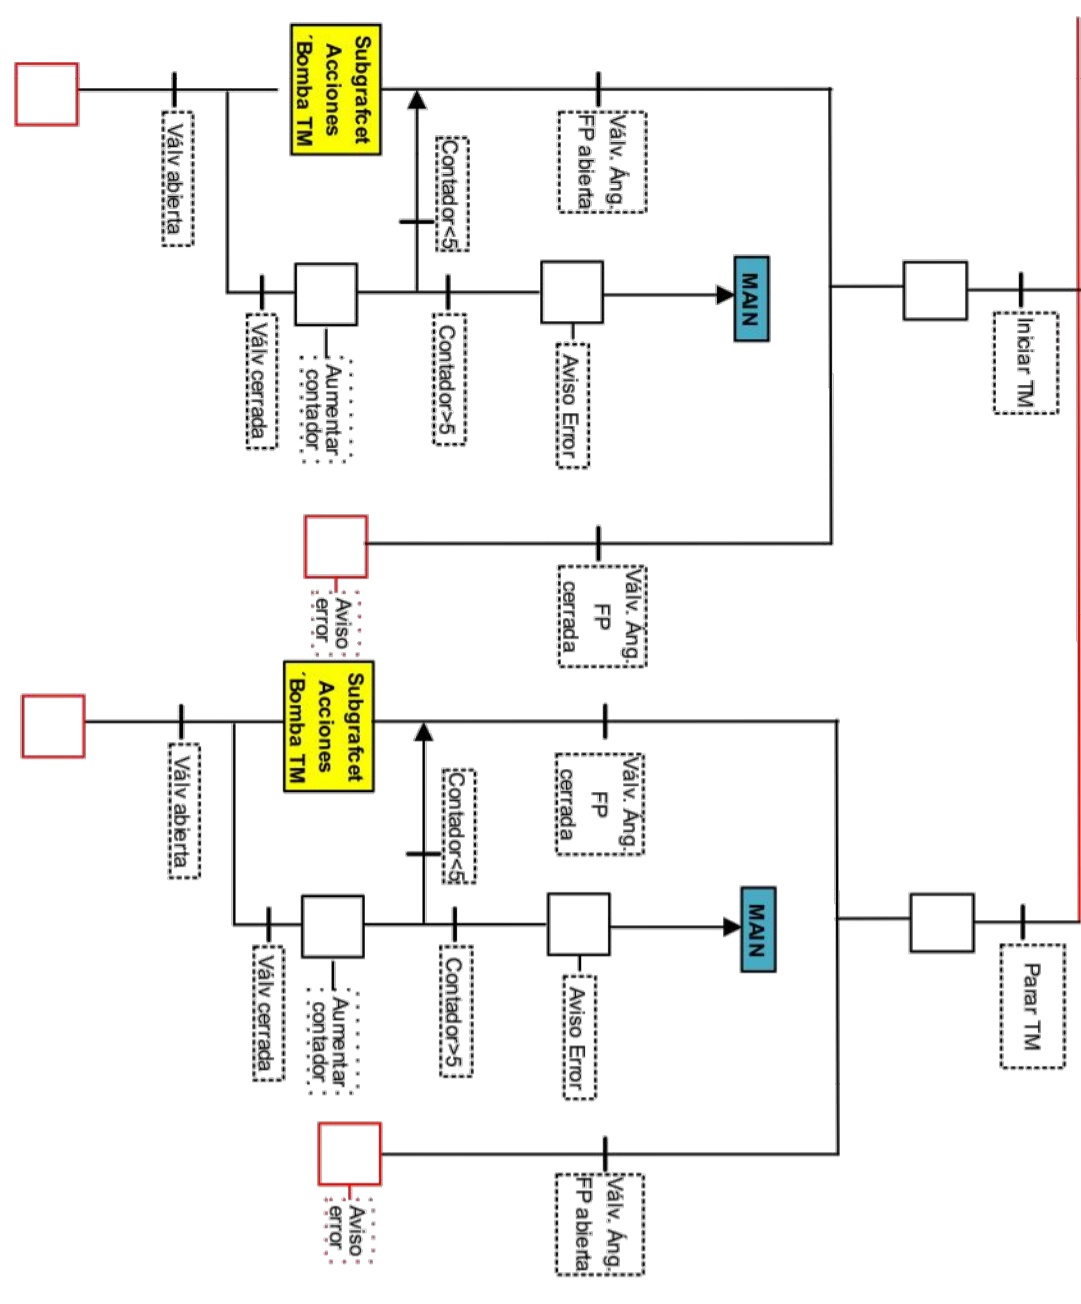 Iniciar TM
MAIN
Válv. Áng.
FP abierta
Válv. Áng.
FP
cerrada
Aviso Error
Contador<5
Contador>5
Subgrafcet
Acciones
´Bomba TM
Aumentar
contador
Aviso
error
Válv cerrada
Válv abierta
Parar TM
MAIN
Válv. Áng.
FP
cerrada
Válv. Áng.
FP abierta
Aviso Error
Contador<5
Contador>5
Subgrafcet
Acciones
´Bomba TM
Aumentar
contador
Aviso
error
Válv cerrada
Válv abierta